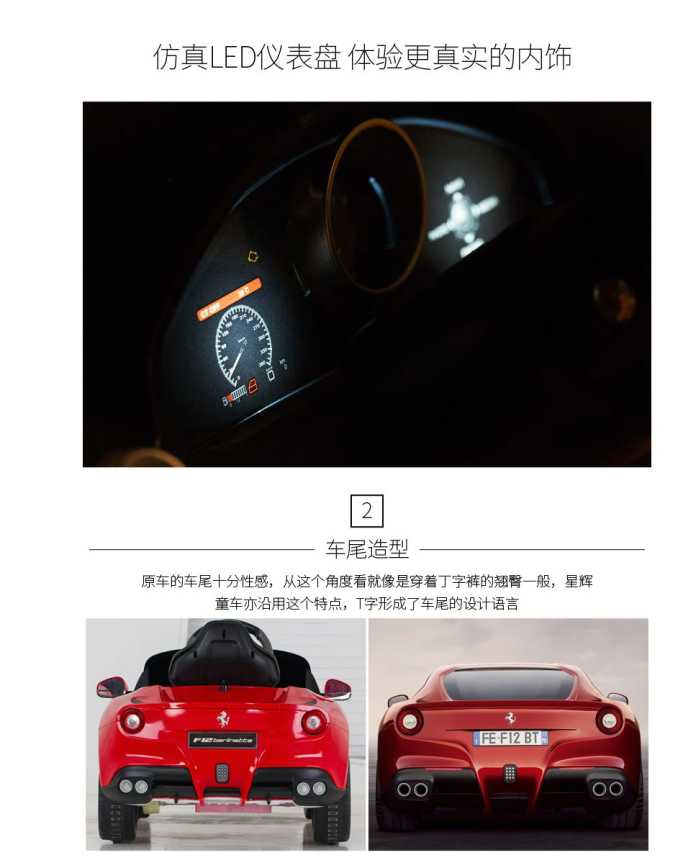 仿真LED仪表盘 体验更真实的内饰
2
车尾造型
原车的车尾十分性感，从这个角度看就像是穿着丁字裤的翘臀一般，星辉
童车亦沿用这个特点，T字形成了车尾的设计语言
F12berlinetta
FE·F12 BT